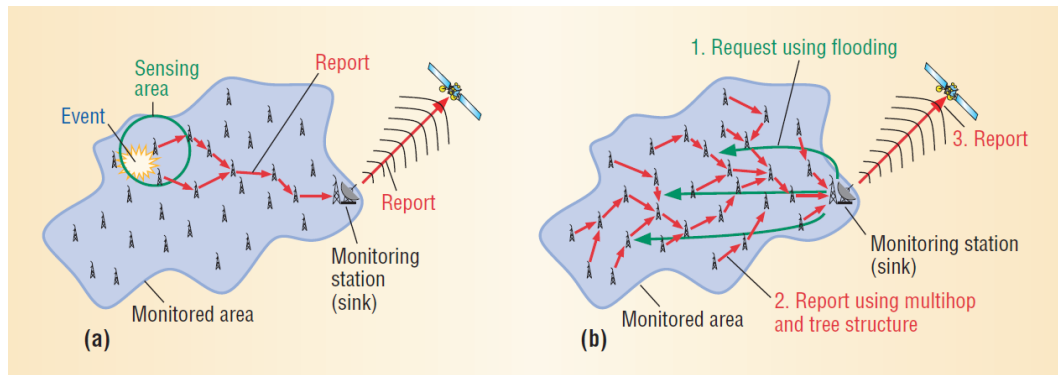 Sensing
area
Event
Report
Report
Monitoring
station
(sink)
Monitored area
(a)
1. Request using flooding
3. Report
Monitoring station
(sink)
2. Report using multihop
and tree structure
Monitored area
(b)